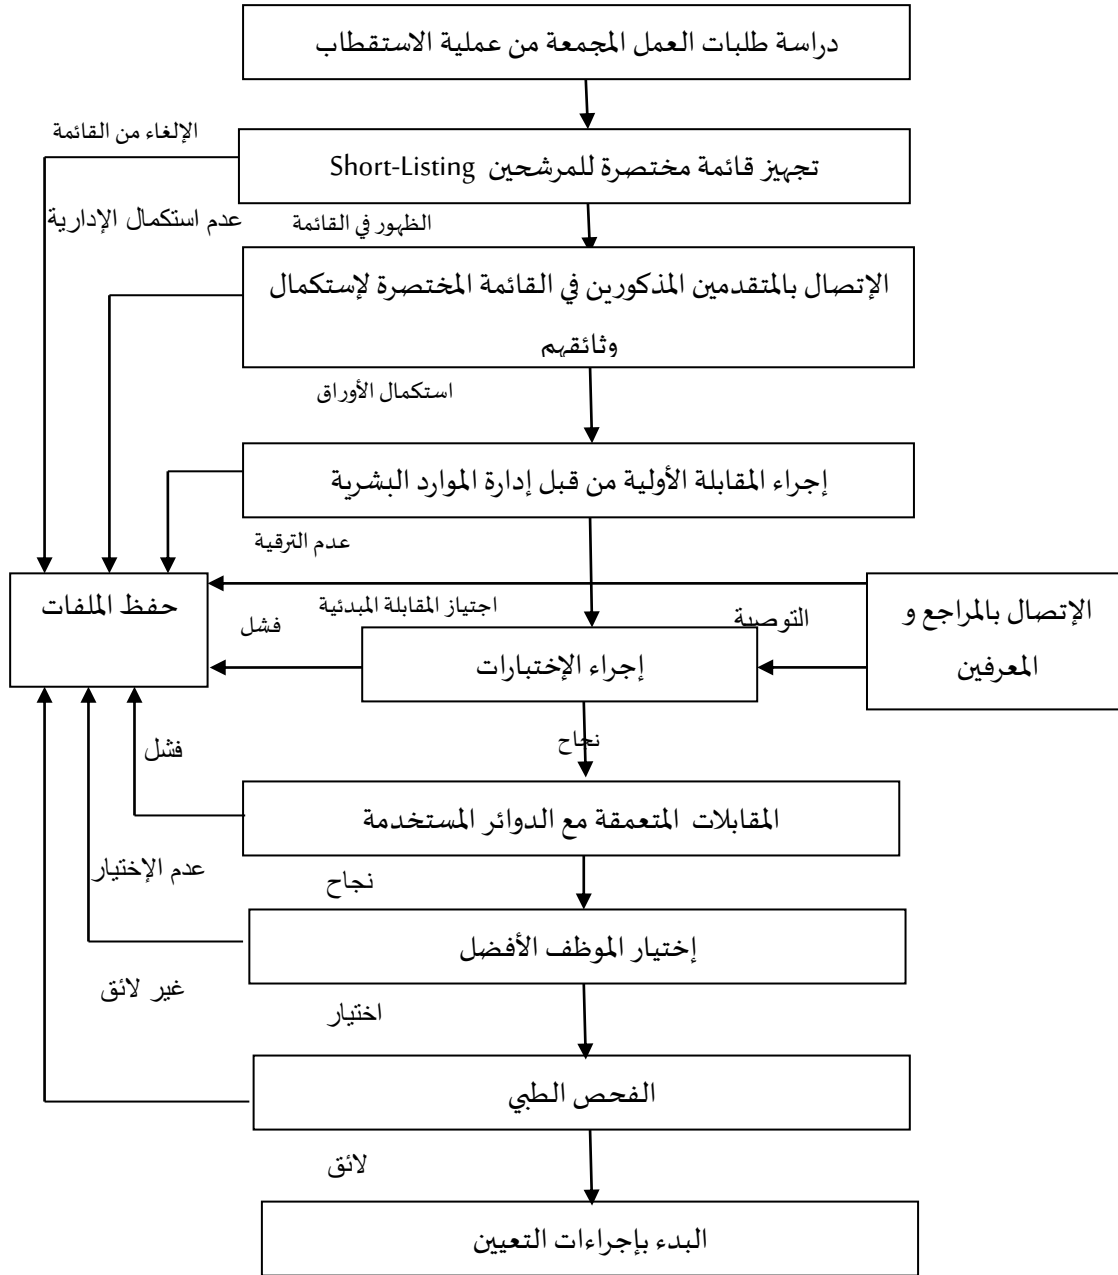 دراسة طلبات العمل المجمعة من عملية الاستقطاب
الإلغاء من القائمة
تجهيز قائمة مختصرة للمرشحين Short-Listing
عدم استكمال الإدارية
الظهور في القائمة
الإتصال بالمتقدمين المذكورين في القائمة المختصرة لإستكمال
وثائقهم
استكمال الأوراق
إجراء المقابلة الأولية من قبل إدارة الموارد البشرية
عدم الترقية
حفظ الملفات
اجتياز المقابلة المبدئية
فشل
التوصية
الإتصال بالمراجع و
المعرفين
إجراء الإختبارات
نجاح
فشل
المقابلات المتعمقة مع الدوائر المستخدمة
عدم الإختيار
نجاح
إختيار الموظف الأفضل
غير لائق
اختيار
الفحص الطبي
لائق
البدء بإجراءات التعيين